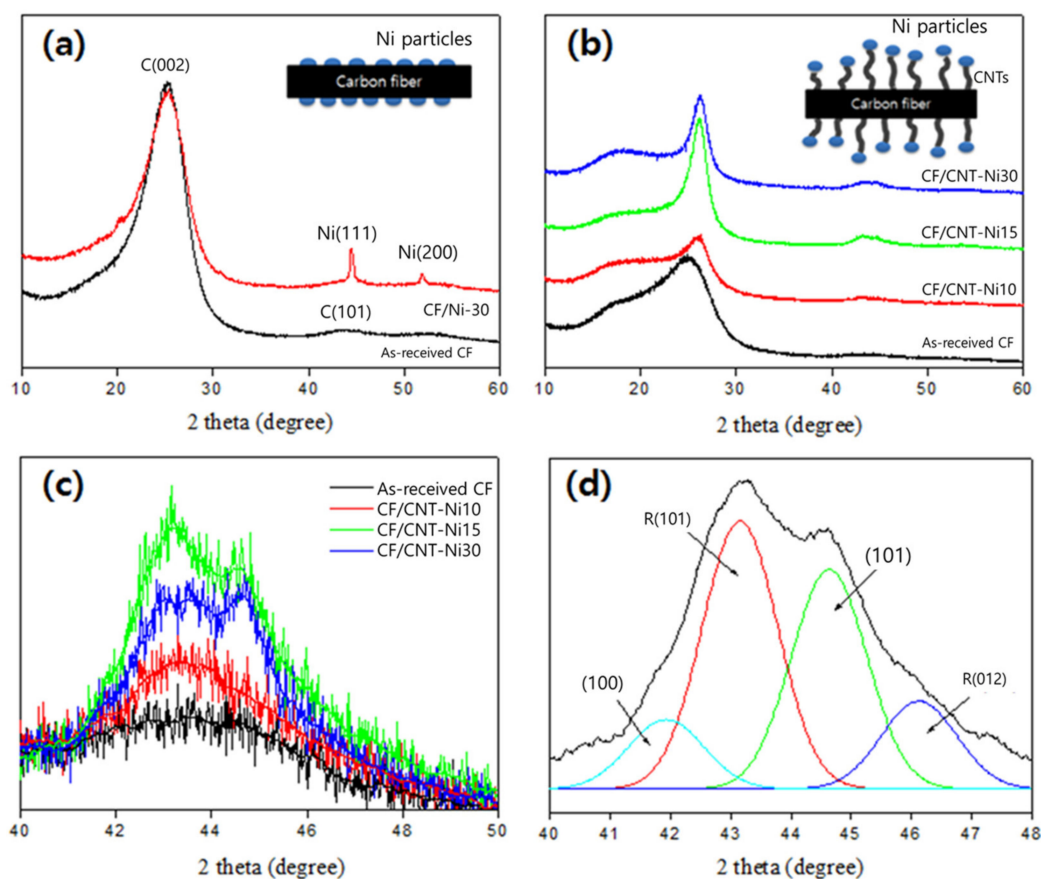 (a)
Ni particles
Carbon fiber
C(002)
Ni(111)
Ni(200)
C(101)
CF/Ni-30
As-received CF
10 20 30 40 50 60
2 theta (degree)
(b)
Ni particles
CNTs
Carbon fiber
CF/CNT-Ni30
CF/CNT-Ni15
CF/CNT-Ni10
As-received CF
10 20 30 40 50 60
2 theta (degree)
(c)
As-received CF
CF/CNT-Ni10
CF/CNT-Ni15
CF/CNT-Ni30
40 42 44 46 48 50
2 theta (degree)
(d)
R(101)
(101)
(100)
R(012)
40 41 42 43 44 45 46 47 48
2 theta (degree)